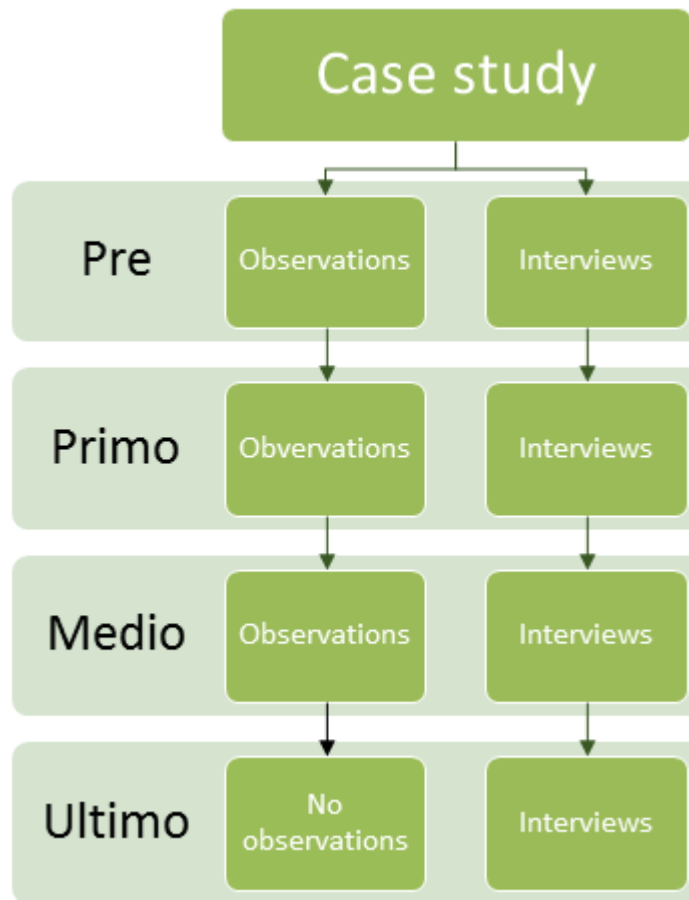 Case study
Pre
Observations
Interviews
Primo
Obvervations
Interviews
Medio
Observations
Interviews
Ultimo
No
observations
Interviews